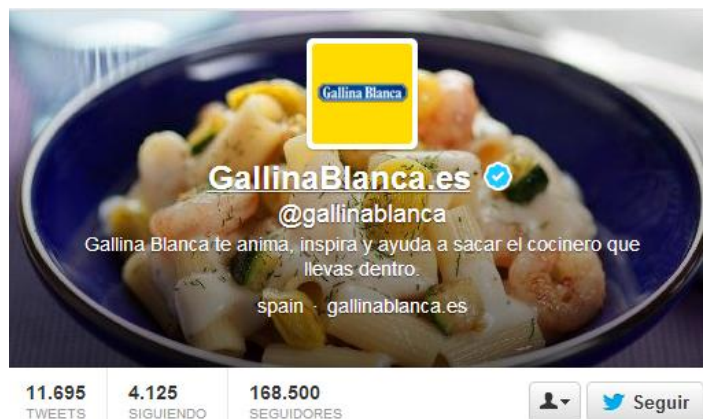 Gallina Blanca
GallinaBlanca.es
@gallinablanca
Gallina Blanca te anima, inspira y ayuda a sacar el cocinero que
llevas dentro.
spain · gallinablanca.es
11.695 4.125 168.500
TWEETS SIGUIENDO SEGUIDORES
Seguir